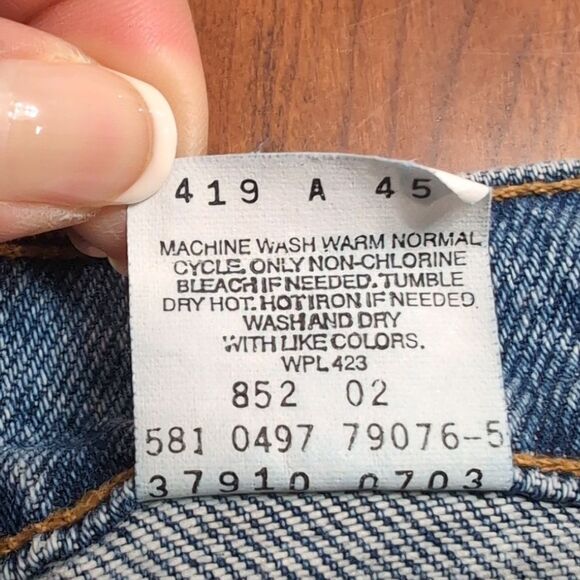 419 A 45
MACHINE WASH WARM NORMAL
CYCLE. ONLY NON-CHLORINE
BLEACH IF NEEDED. TUMBLE
DRY HOT. HOT IRON IF NEEDED.
WASH AND DRY
WITH LIKE COLORS.
WPL 423
852 02
581 0497 79076-5
37910 0703